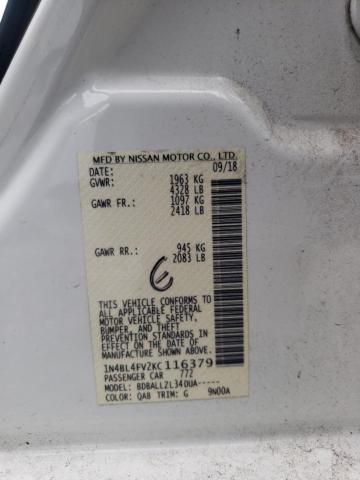 MFD BY NISSAN MOTOR CO., LTD.
DATE: 09/18
GVWR: 1963 KG
4328 LB
GAWR FR.: 1097 KG
2418 LB
GAWR RR.: 945 KG
2083 LB
THIS VEHICLE CONFORMS TO
ALL APPLICABLE FEDERAL
MOTOR VEHICLE SAFETY,
BUMPER, AND THEFT
PREVENTION STANDARDS
IN EFFECT ON THE DATE OF
MANUFACTURE SHOWN ABOVE.
1N4BL4FV2KC116379
PASSENGER CAR 772
MODEL: BDBALLZL34DUA-----
COLOR: QAB TRIM: G 9N00A